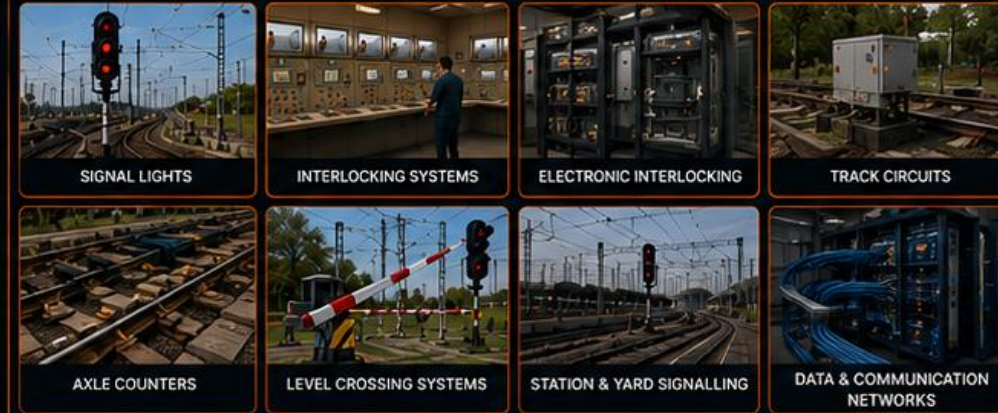 SIGNAL LIGHTS
INTERLOCKING SYSTEMS
ELECTRONIC INTERLOCKING
TRACK CIRCUITS
AXLE COUNTERS
LEVEL CROSSING SYSTEMS
STATION & YARD SIGNALLING
DATA & COMMUNICATION
NETWORKS